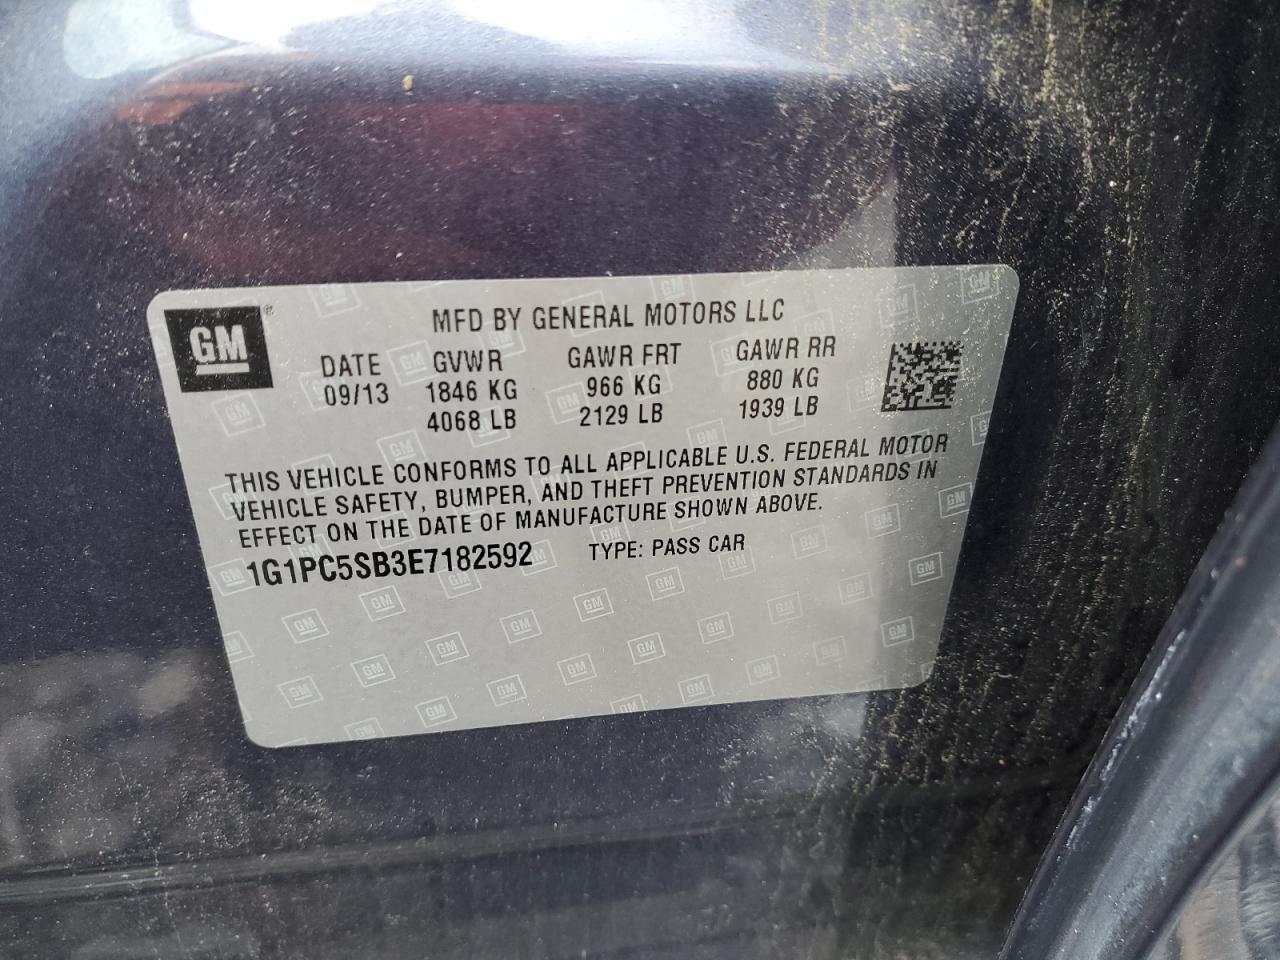 GM
MFD BY GENERAL MOTORS LLC
DATE GVWR GAWR FRT GAWR RR
09/13 1846 KG 966 KG 880 KG
4068 LB 2129 LB 1939 LB
THIS VEHICLE CONFORMS TO ALL APPLICABLE U.S. FEDERAL MOTOR
VEHICLE SAFETY, BUMPER, AND THEFT PREVENTION STANDARDS IN
EFFECT ON THE DATE OF MANUFACTURE SHOWN ABOVE.
1G1PC5SB3E7182592 TYPE: PASS CAR